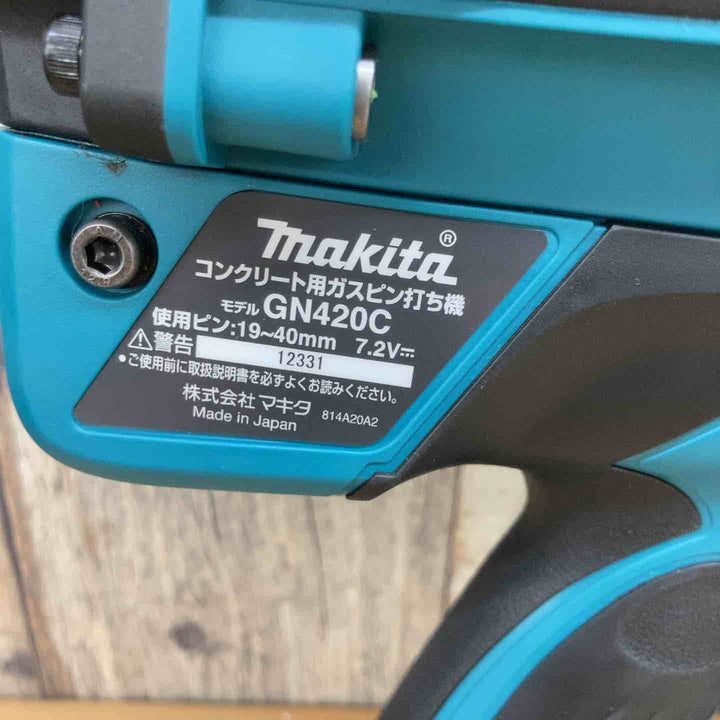 makita®
コンクリート用ガスピン打ち機
モデル GN420C
使用ピン:19~40mm 7.2V⎓
⚠警告 12331
●ご使用前に取扱説明書を必ずよくお読みください。
株式会社 マキタ
Made in Japan 814A20A2